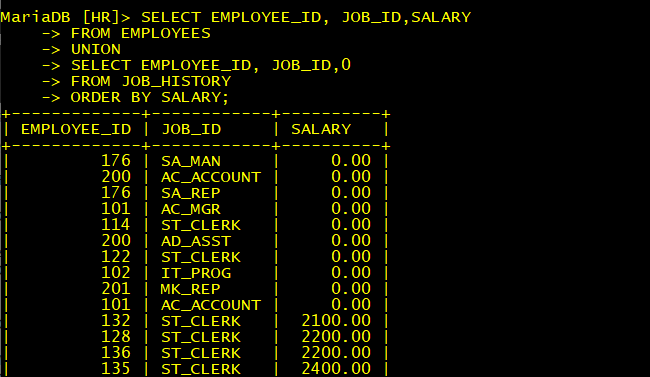 MariaDB [HR]> SELECT EMPLOYEE_ID, JOB_ID,SALARY
    -> FROM EMPLOYEES
    -> UNION
    -> SELECT EMPLOYEE_ID, JOB_ID,0
    -> FROM JOB_HISTORY
    -> ORDER BY SALARY;
+-------------+------------+----------+
| EMPLOYEE_ID | JOB_ID     | SALARY   |
+-------------+------------+----------+
|         176 | SA_MAN     |     0.00 |
|         200 | AC_ACCOUNT |     0.00 |
|         176 | SA_REP     |     0.00 |
|         101 | AC_MGR     |     0.00 |
|         114 | ST_CLERK   |     0.00 |
|         200 | AD_ASST    |     0.00 |
|         122 | ST_CLERK   |     0.00 |
|         102 | IT_PROG    |     0.00 |
|         201 | MK_REP     |     0.00 |
|         101 | AC_ACCOUNT |     0.00 |
|         132 | ST_CLERK   |  2100.00 |
|         128 | ST_CLERK   |  2200.00 |
|         136 | ST_CLERK   |  2200.00 |
|         135 | ST_CLERK   |  2400.00 |